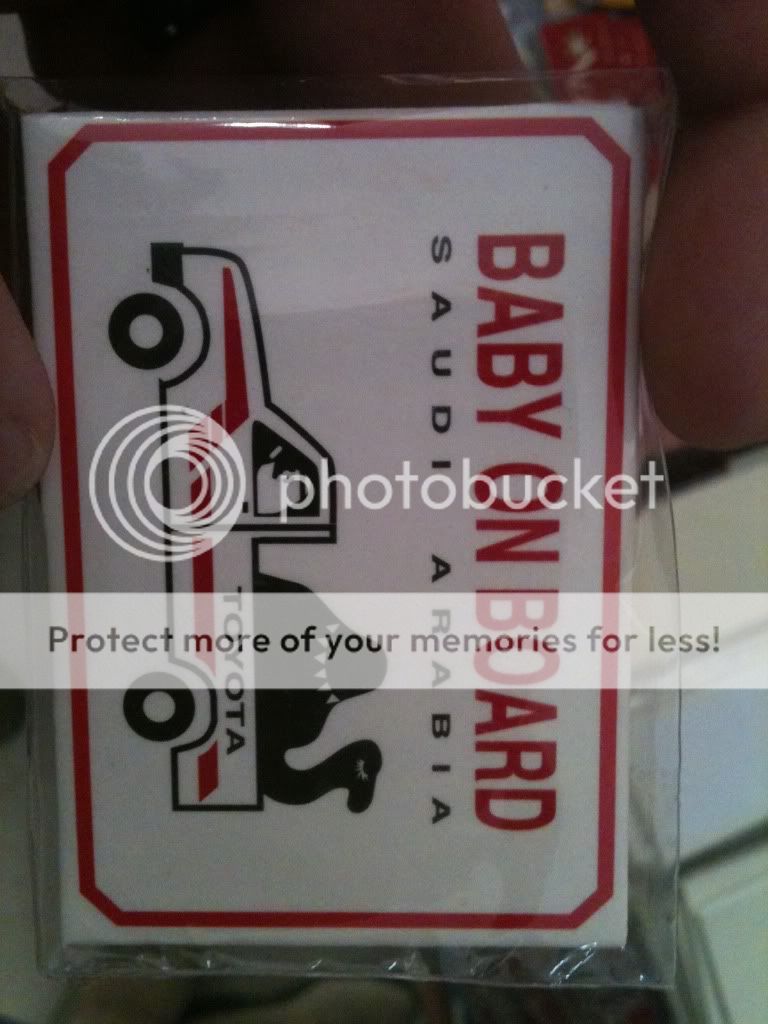 BABY ON BOARD
SAUDI ARABIA
TOYOTA
photobucket
Protect more of your memories for less!